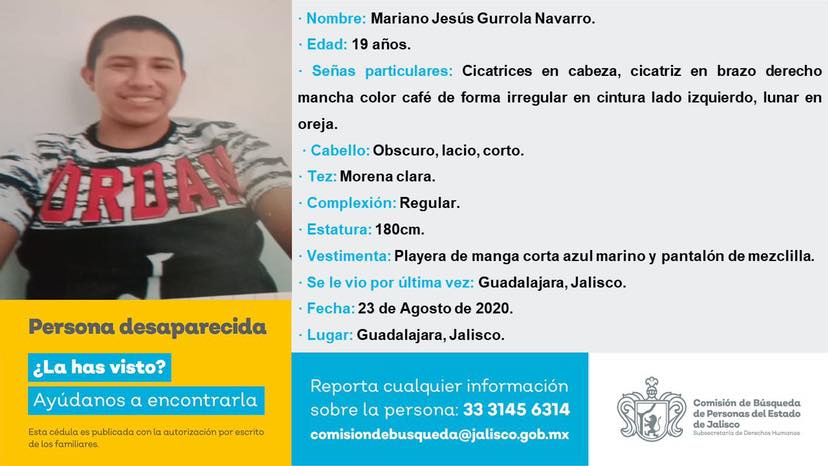 · Nombre: Mariano Jesús Gurrola Navarro.
· Edad: 19 años.
· Señas particulares: Cicatrices en cabeza, cicatriz en brazo derecho
mancha color café de forma irregular en cintura lado izquierdo, lunar en
oreja.
· Cabello: Obscuro, lacio, corto.
· Tez: Morena clara.
· Complexión: Regular.
· Estatura: 180cm.
· Vestimenta: Playera de manga corta azul marino y pantalón de mezclilla.
· Se le vio por última vez: Guadalajara, Jalisco.
· Fecha: 23 de Agosto de 2020.
· Lugar: Guadalajara, Jalisco.
JORDAN
Persona desaparecida
¿La has visto?
Ayúdanos a encontrarla
Esta cédula es publicada con la autorización por escrito
de los familiares.
Reporta cualquier información
sobre la persona: 33 3145 6314
comisiondebusqueda@jalisco.gob.mx
Comisión de Búsqueda
de Personas del Estado
de Jalisco
Subsecretaría de Derechos Humanos